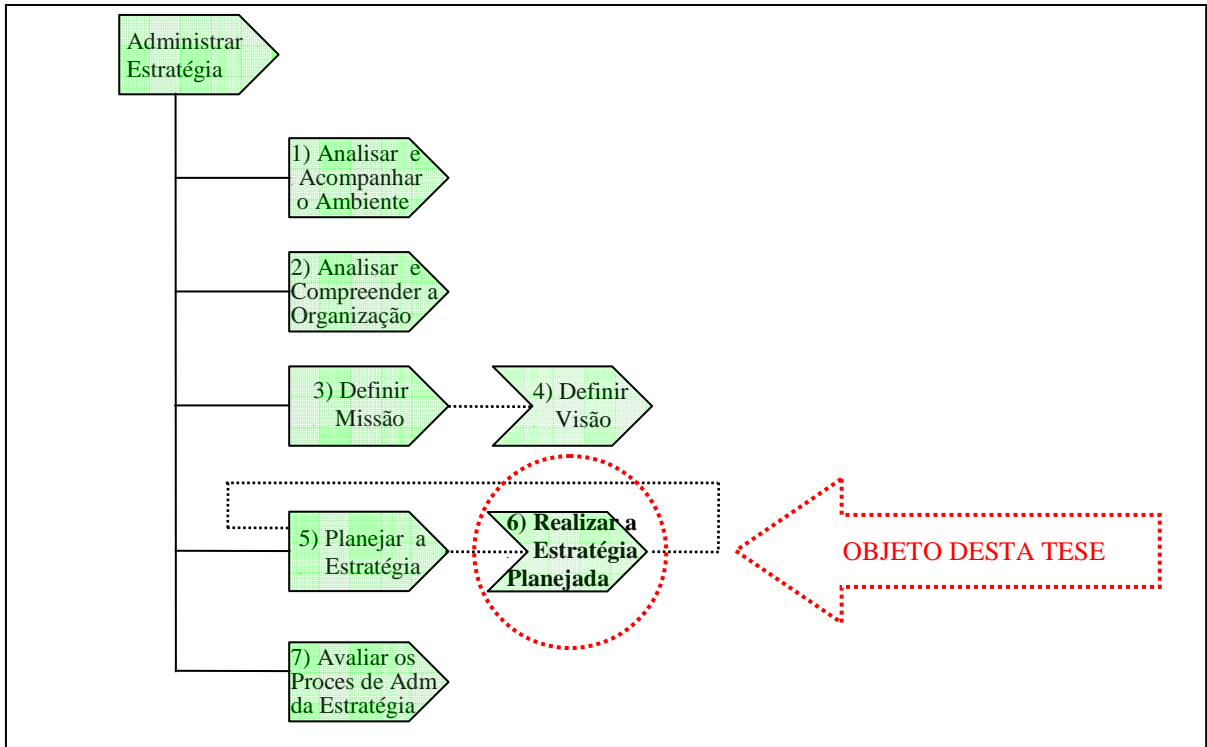 Administrar
Estratégia
1) Analisar e
Acompanhar
o Ambiente
2) Analisar e
Compreender a
Organização
3) Definir
Missão
4) Definir
Visão
5) Planejar a
Estratégia
6) Realizar a
Estratégia
Planejada
OBJETO DESTA TESE
7) Avaliar os
Proces de Adm
da Estratégia